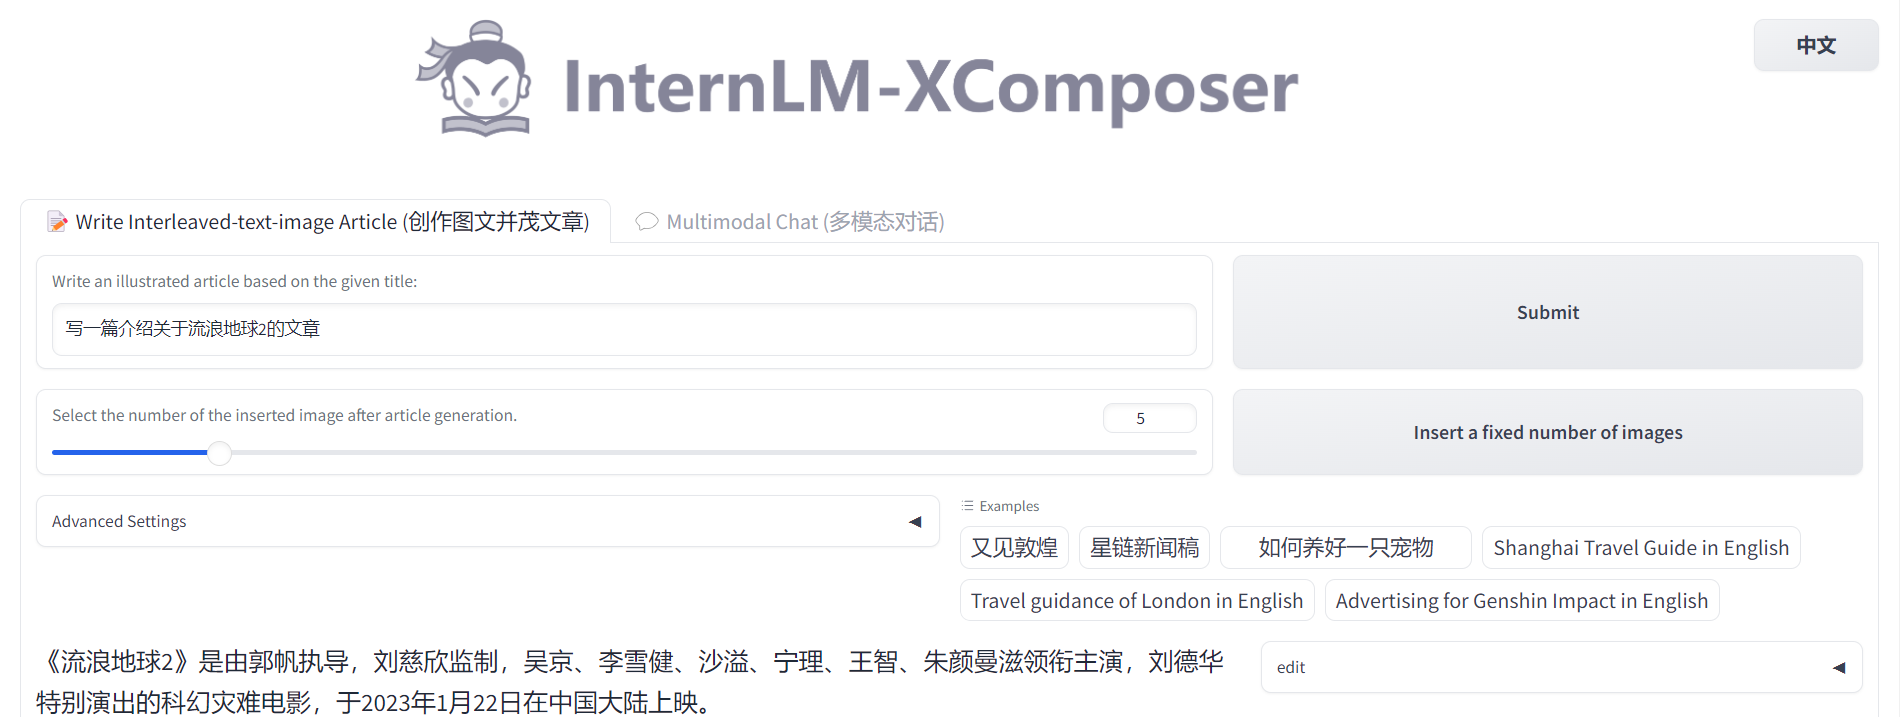 InternLM-XComposer
中文
Write Interleaved-text-image Article (创作图文并茂文章)
Multimodal Chat (多模态对话)
Write an illustrated article based on the given title:
写一篇介绍关于流浪地球2的文章
Submit
Select the number of the inserted image after article generation.
5
Insert a fixed number of images
Advanced Settings
Examples
又见敦煌
星链新闻稿
如何养好一只宠物
Shanghai Travel Guide in English
Travel guidance of London in English
Advertising for Genshin Impact in English
《流浪地球2》是由郭帆执导，刘慈欣监制，吴京、李雪健、沙溢、宁理、王智、朱颜曼滋领衔主演，刘德华
特别演出的科幻灾难电影，于2023年1月22日在中国大陆上映。
edit